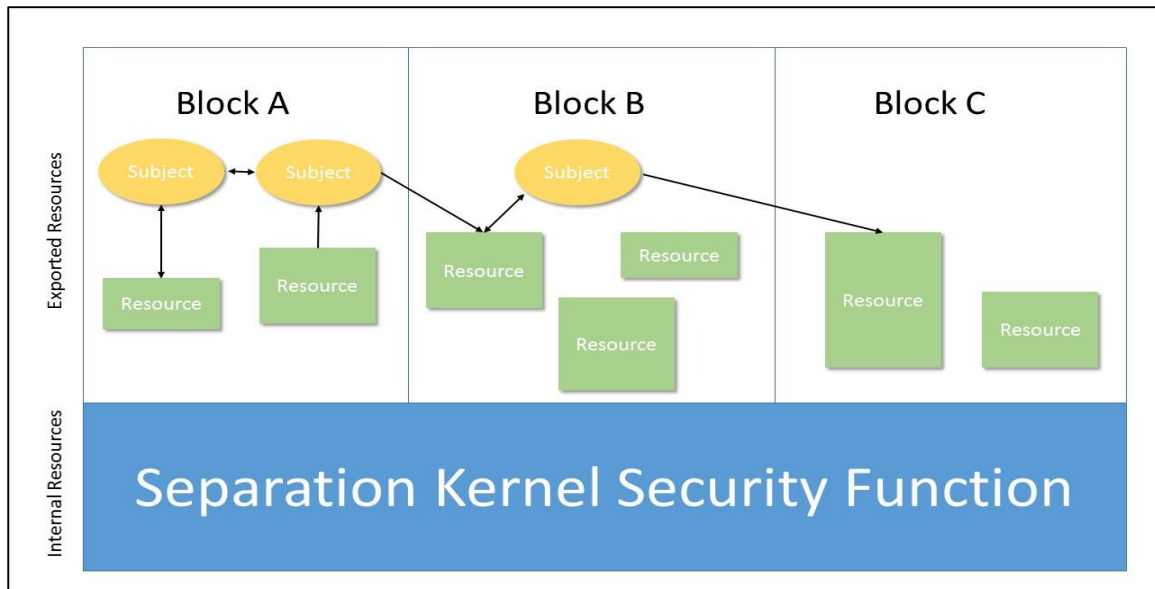 Block A
Block B
Block C
Exported Resources
Subject
Subject
Subject
Resource
Resource
Resource
Resource
Resource
Resource
Resource
Internal Resources
Separation Kernel Security Function